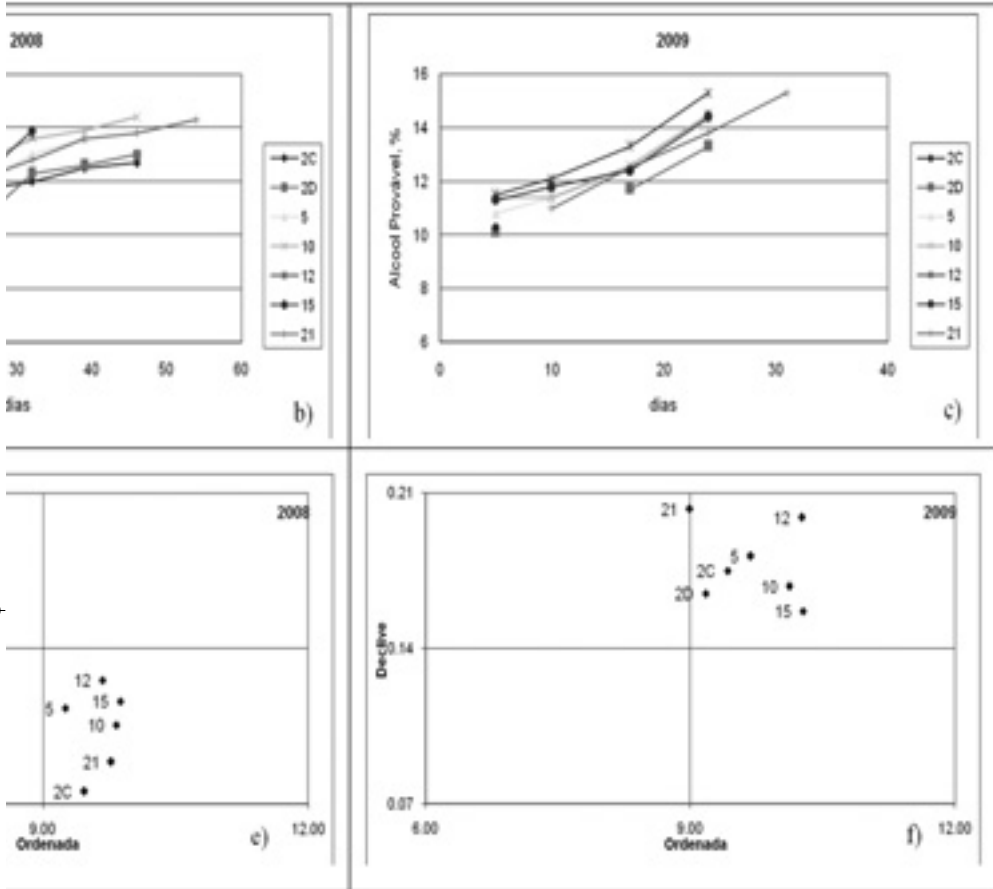 2008
2C
2D
5
10
12
15
21
30 40 50 60
dias
b)
2009
Alcool Provável, %
16
14
12
10
8
6
0 10 20 30 40
dias
2C
2D
5
10
12
15
21
c)
2008
12
15
5
10
21
2C
9.00 12.00
Ordenada
e)
2009
Declive
0.21
0.14
0.07
21
12
5
2C
10
2D
15
6.00 9.00 12.00
Ordenada
f)